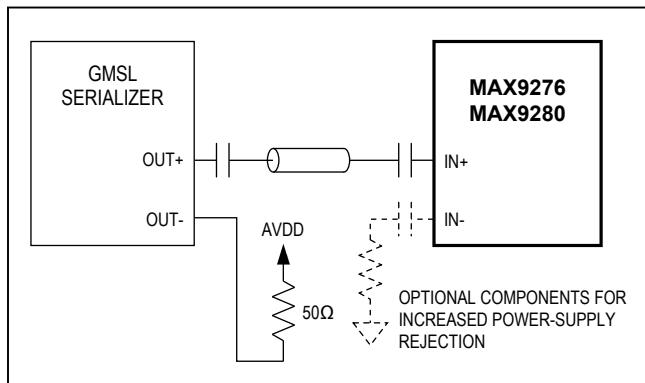 GMSL
SERIALIZER
MAX9276
MAX9280
OUT+
IN+
OUT-
IN-
AVDD
50Ω
OPTIONAL COMPONENTS FOR
INCREASED POWER-SUPPLY
REJECTION